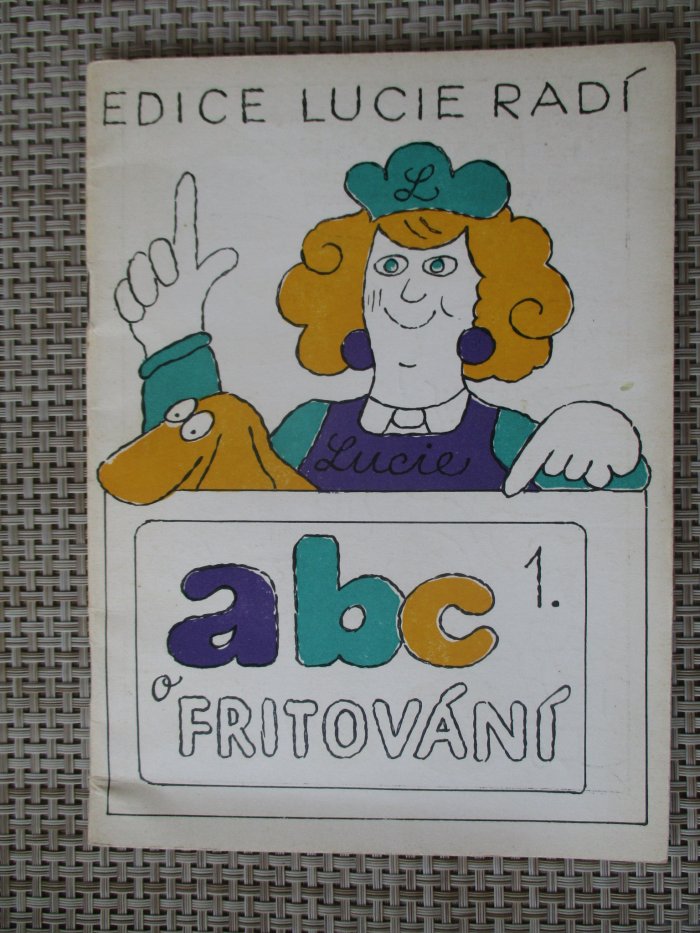 EDICE LUCIE RADÍ
L
Lucie
abc 1.
o FRITOVÁNÍ